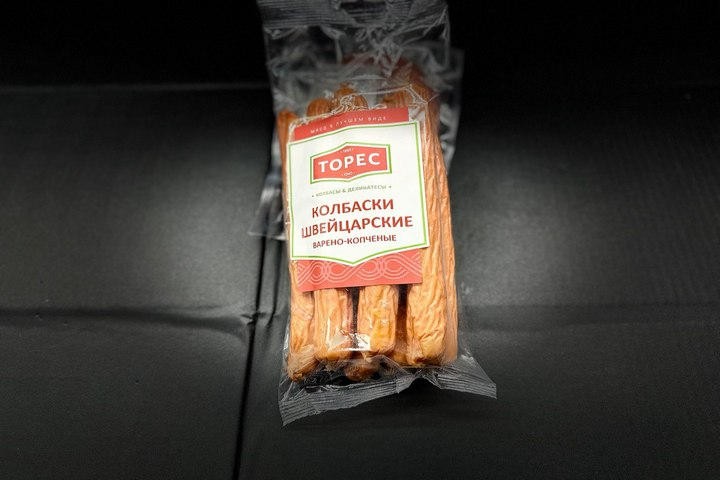 МЯСО В ЛУЧШЕМ ВИДЕ
ТОРЕС
КОЛБАСЫ & ДЕЛИКАТЕСЫ
КОЛБАСКИ
ШВЕЙЦАРСКИЕ
ВАРЕНО-КОПЧЕНЫЕ